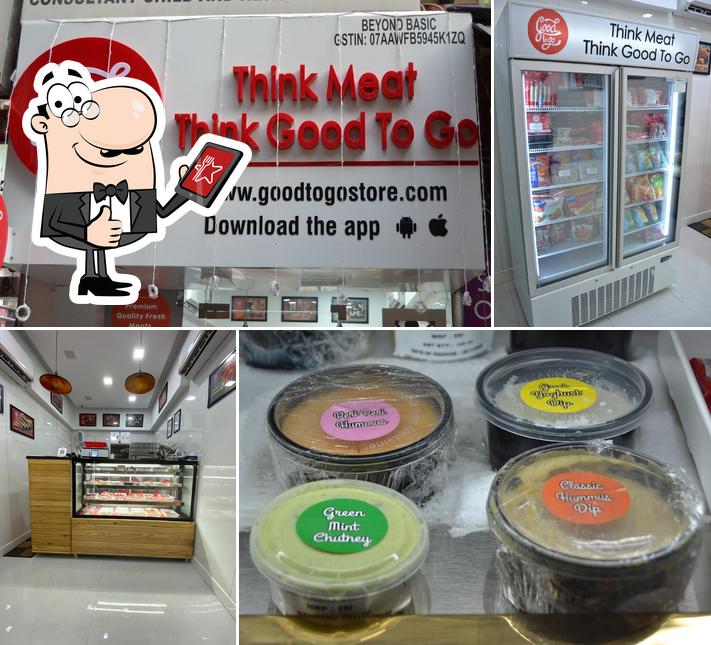 BEYOND BASIC
GSTIN: 07AAWFB5945K1ZQ
Think Meat
Think Good To Go
www.goodtogostore.com
Download the app
Premium
Quality Fresh
Meats
Good
to go
Think Meat
Think Good To Go
Peri Peri
Hummus
Yoghurt
Dip
Green
Mint
Chutney
Classic
Hummus
Dip